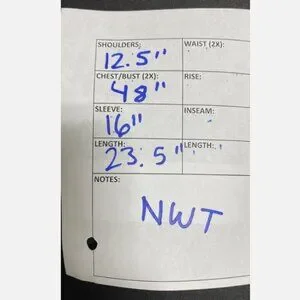 SHOULDERS: WAIST (2X):
12.5"
CHEST/BUST (2X): RISE:
48"
SLEEVE: INSEAM:
16"
LENGTH: LENGTH:
23.5"
NOTES:
NWT